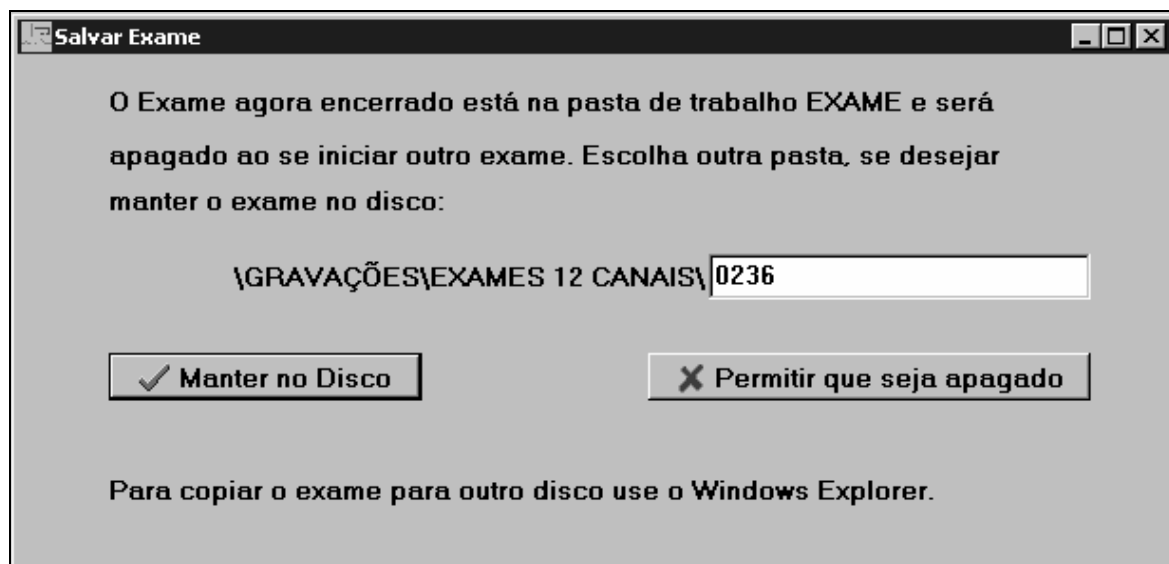 Salvar Exame
O Exame agora encerrado está na pasta de trabalho EXAME e será
apagado ao se iniciar outro exame. Escolha outra pasta, se desejar
manter o exame no disco:
\GRAVAÇÕES\EXAMES 12 CANAIS\ 0236
Manter no Disco Permitir que seja apagado
Para copiar o exame para outro disco use o Windows Explorer.